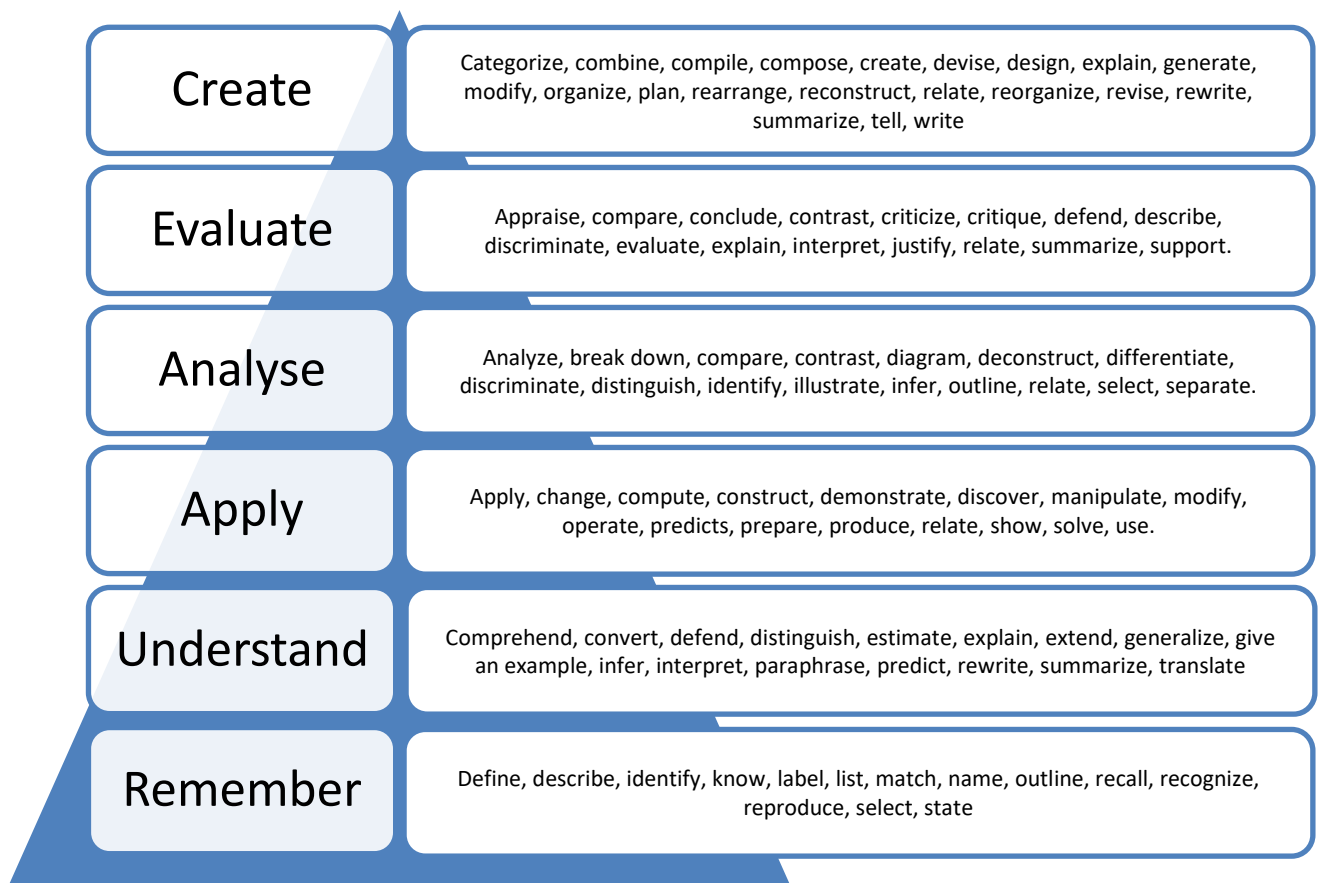 Create
Categorize, combine, compile, compose, create, devise, design, explain, generate,
modify, organize, plan, rearrange, reconstruct, relate, reorganize, revise, rewrite,
summarize, tell, write
Evaluate
Appraise, compare, conclude, contrast, criticize, critique, defend, describe,
discriminate, evaluate, explain, interpret, justify, relate, summarize, support.
Analyse
Analyze, break down, compare, contrast, diagram, deconstruct, differentiate,
discriminate, distinguish, identify, illustrate, infer, outline, relate, select, separate.
Apply
Apply, change, compute, construct, demonstrate, discover, manipulate, modify,
operate, predicts, prepare, produce, relate, show, solve, use.
Understand
Comprehend, convert, defend, distinguish, estimate, explain, extend, generalize, give
an example, infer, interpret, paraphrase, predict, rewrite, summarize, translate
Remember
Define, describe, identify, know, label, list, match, name, outline, recall, recognize,
reproduce, select, state